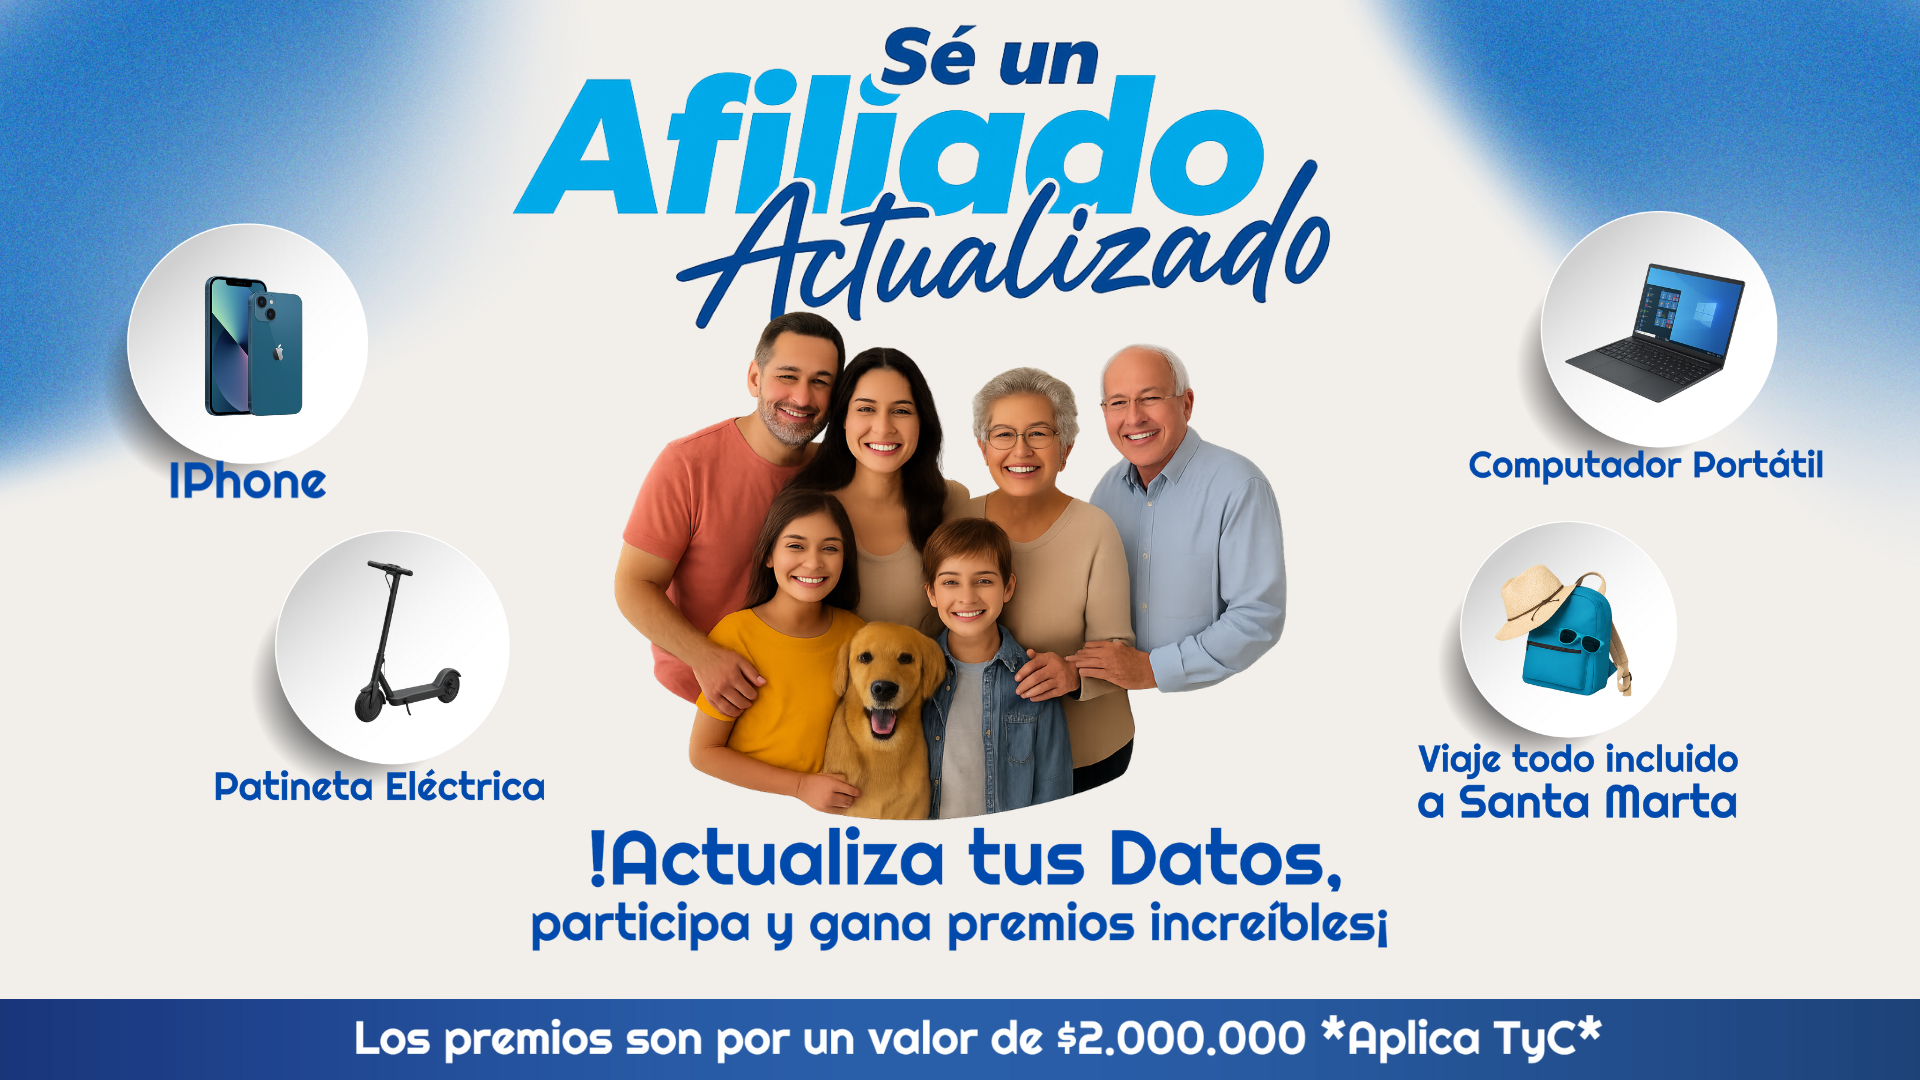 Sé un
Afiliado
Actualizado
IPhone
Computador Portátil
Patineta Eléctrica
Viaje todo incluido
a Santa Marta
!Actualiza tus Datos,
participa y gana premios increíbles¡
Los premios son por un valor de $2.000.000 *Aplica TyC*